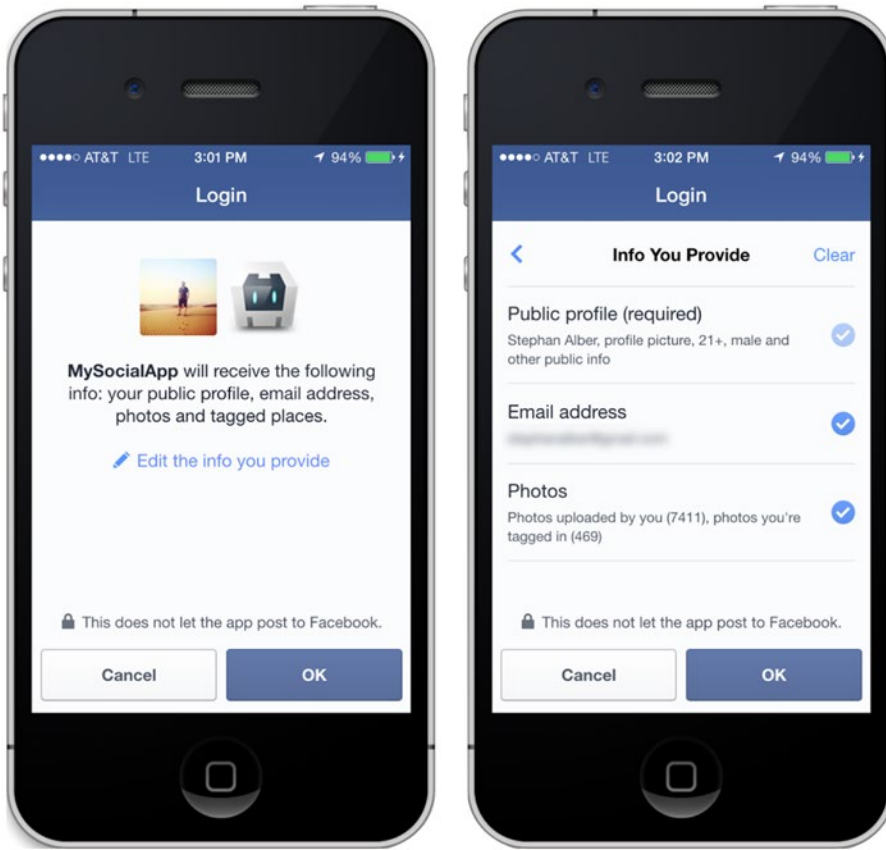 AT&T LTE 3:01 PM 94%
Login
MySocialApp will receive the following
info: your public profile, email address,
photos and tagged places.
Edit the info you provide
This does not let the app post to Facebook.
Cancel OK
AT&T LTE 3:02 PM 94%
Login
Info You Provide Clear
Public profile (required)
Stephan Alber, profile picture, 21+, male and
other public info
Email address
Photos
Photos uploaded by you (7411), photos you're
tagged in (469)
This does not let the app post to Facebook.
Cancel OK